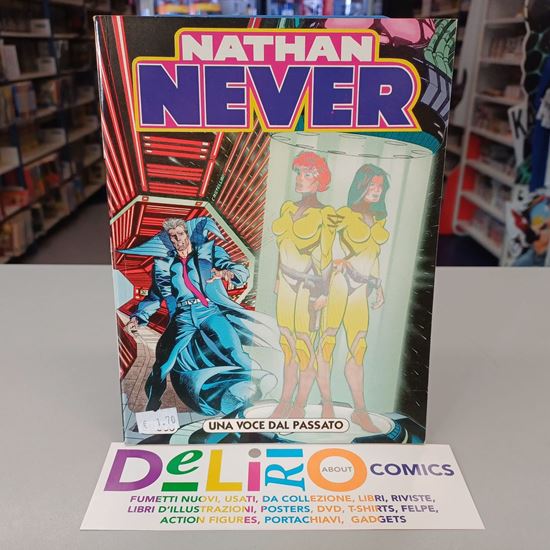 NATHAN
NEVER
CASTELLINI
UNA VOCE DAL PASSATO
DeLiRiO ABOUT COMICS
FUMETTI NUOVI, USATI, DA COLLEZIONE, LIBRI, RIVISTE,
LIBRI D'ILLUSTRAZIONI, POSTERS, DVD, T-SHIRTS, FELPE,
ACTION FIGURES, PORTACHIAVI, GADGETS